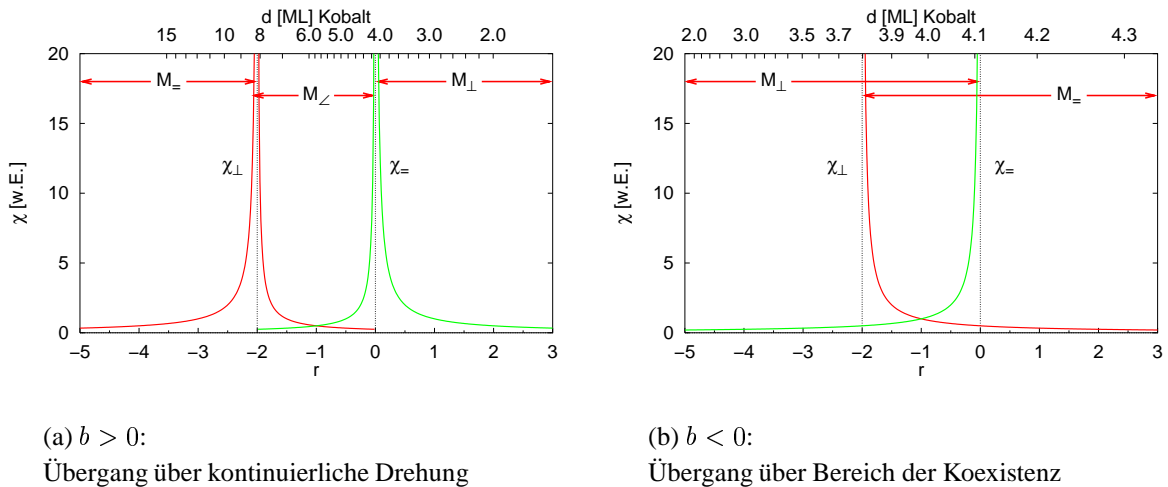 d [ML] Kobalt
15 10 8 6.0 5.0 4.0 3.0 2.0
20
15
10
5
0
χ [w.E.]
M₌
M∠
M⊥
χ⊥
χ₌
−5 −4 −3 −2 −1 0 1 2 3
r
(a) b > 0:
Übergang über kontinuierliche Drehung
d [ML] Kobalt
2.0 3.0 3.5 3.7 3.9 4.0 4.1 4.2 4.3
20
15
10
5
0
χ [w.E.]
M⊥
M₌
χ⊥
χ₌
−5 −4 −3 −2 −1 0 1 2 3
r
(b) b < 0:
Übergang über Bereich der Koexistenz